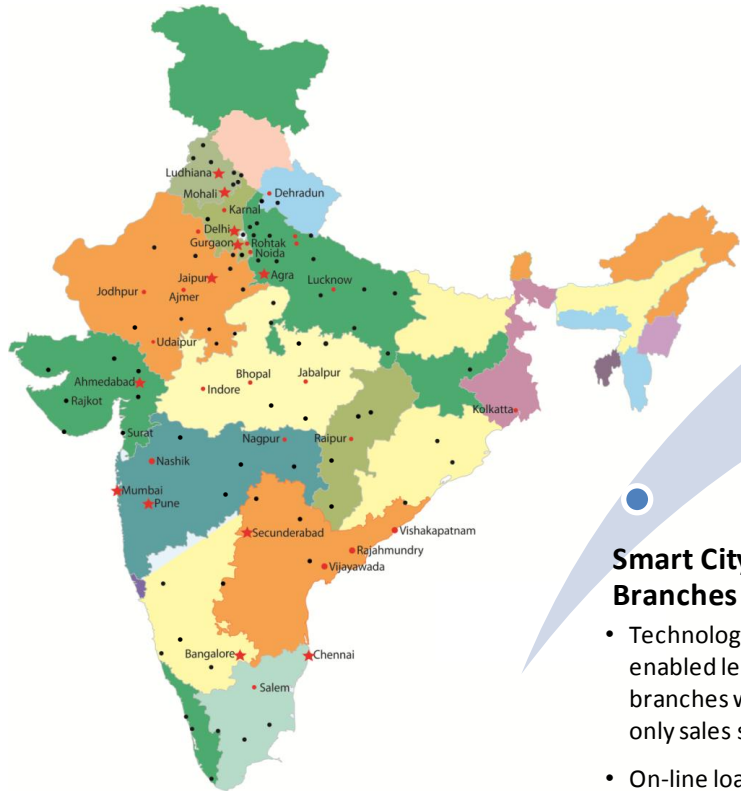 Ludhiana
Mohali
Dehradun
Karnal
Delhi
Gurgaon
Rohtak
Noida
Jaipur
Agra
Lucknow
Jodhpur
Ajmer
Udaipur
Ahmedabad
Bhopal
Jabalpur
Indore
Rajkot
Kolkatta
Surat
Nagpur
Raipur
Nashik
Mumbai
Pune
Secunderabad
Vishakapatnam
Rajahmundry
Vijayawada
Smart City
Branches
Bangalore
Chennai
• Technolog
enabled le
branches w
only sales s
Salem
• On-line loa